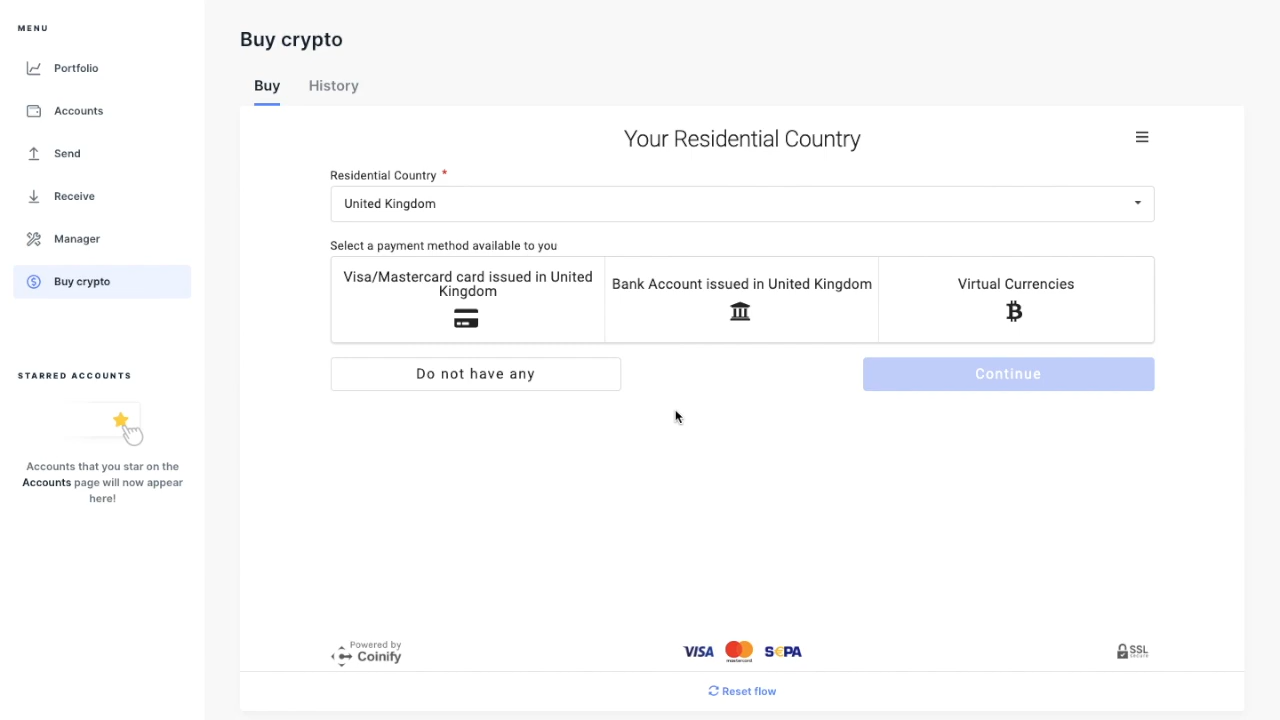 MENU
Portfolio
Accounts
Send
Receive
Manager
Buy crypto
STARRED ACCOUNTS
Accounts that you star on the
Accounts page will now appear
here!
Buy crypto
Buy
History
Your Residential Country
Residential Country *
United Kingdom
Select a payment method available to you
Visa/Mastercard card issued in United
Kingdom
Bank Account issued in United Kingdom
Virtual Currencies
Do not have any
Continue
Powered by
Coinify
VISA
mastercard
S€PA
SSL
SECURE
Reset flow